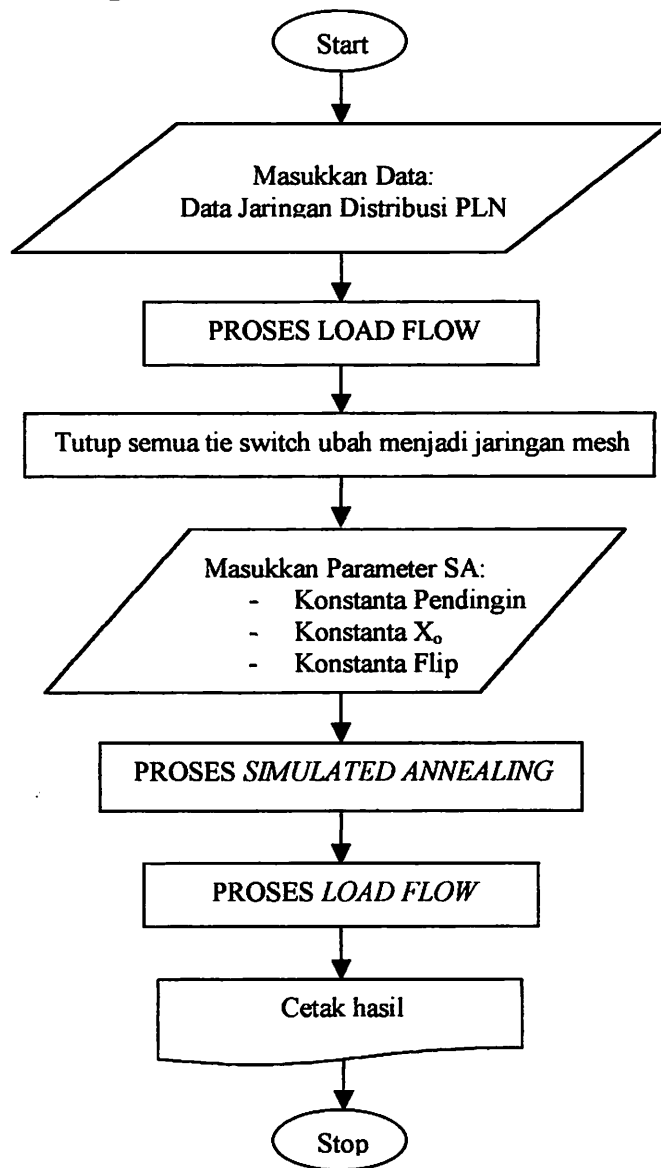 Start
Masukkan Data:
Data Jaringan Distribusi PLN
PROSES LOAD FLOW
Tutup semua tie switch ubah menjadi jaringan mesh
Masukkan Parameter SA:
- Konstanta Pendingin
- Konstanta Xₒ
- Konstanta Flip
PROSES SIMULATED ANNEALING
PROSES LOAD FLOW
Cetak hasil
Stop